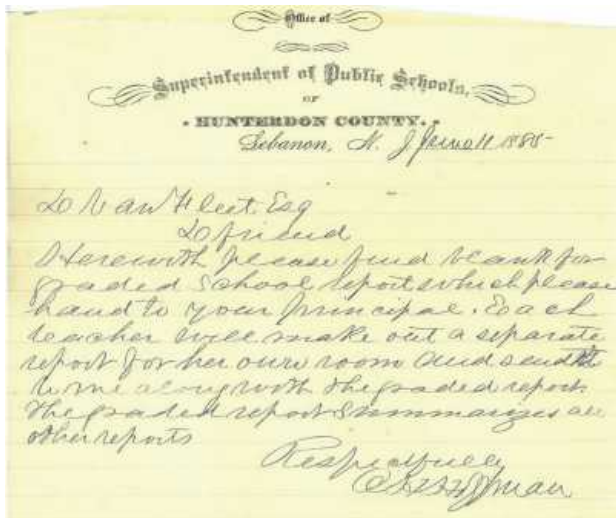 Office of
Superintendent of Public Schools,
OF
HUNTERDON COUNTY.
Lebanon, N. J June 11 1885
Van Fleet. Esq
D friend
Herewith please find blank for
graded School report which please
hand to your principal. Each
teacher will make out a separate
report for her own room and send
to me along with the graded report.
The graded report Summarizes all
other reports
Respectfully